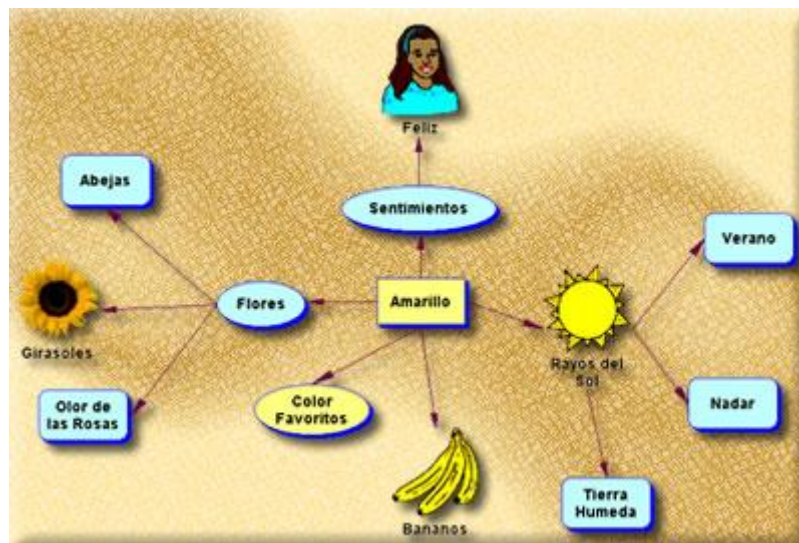 Feliz
Abejas
Sentimientos
Verano
Flores
Amarillo
Girasoles
Rayos del
Sol
Olor de
las Rosas
Color
Favoritos
Nadar
Bananos
Tierra
Humeda